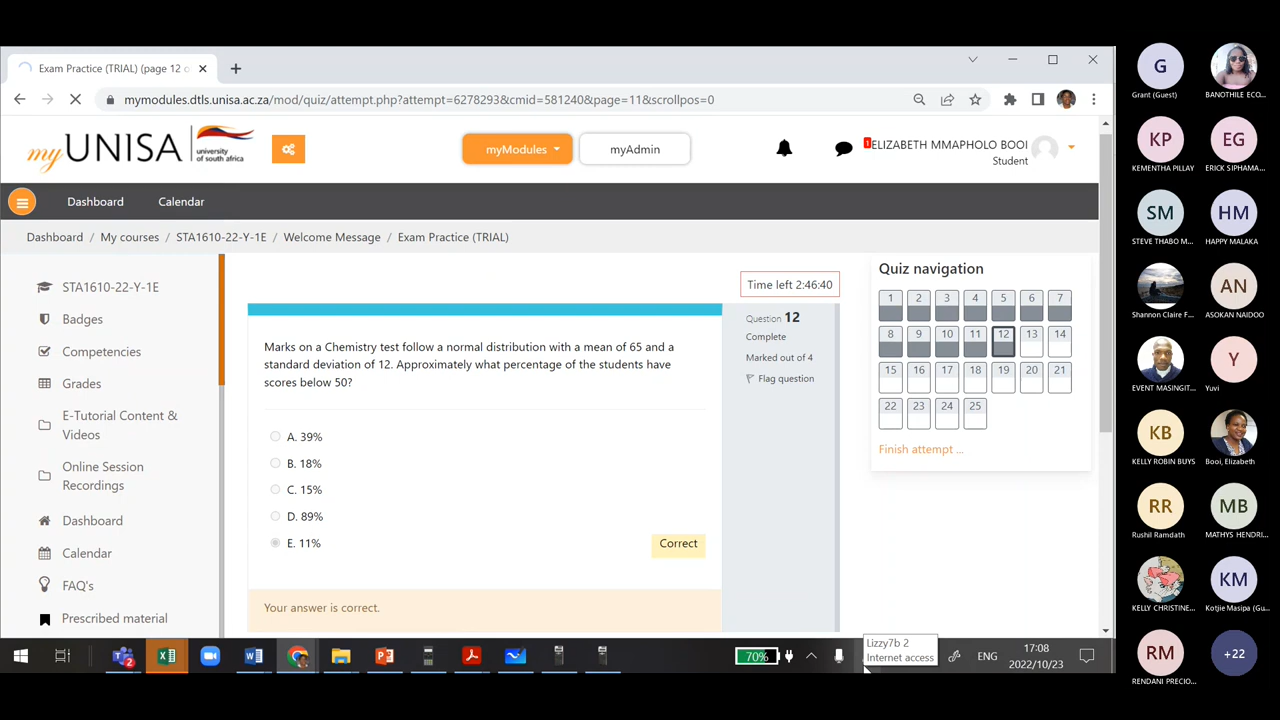 Exam Practice (TRIAL) (page 12 o
mymodules.dtls.unisa.ac.za/mod/quiz/attempt.php?attempt=6278293&cmid=581240&page=11&scrollpos=0
my UNISA university of south africa
myModules
myAdmin
1
ELIZABETH MMAPHOLO BOOI
Student
Dashboard
Calendar
Dashboard / My courses / STA1610-22-Y-1E / Welcome Message / Exam Practice (TRIAL)
STA1610-22-Y-1E
Badges
Competencies
Grades
E-Tutorial Content &
Videos
Online Session
Recordings
Dashboard
Calendar
FAQ's
Prescribed material
Time left 2:46:40
Marks on a Chemistry test follow a normal distribution with a mean of 65 and a
standard deviation of 12. Approximately what percentage of the students have
scores below 50?
A. 39%
B. 18%
C. 15%
D. 89%
E. 11%
Correct
Your answer is correct.
Question 12
Complete
Marked out of 4
Flag question
Quiz navigation
1 2 3 4 5 6 7
8 9 10 11 12 13 14
15 16 17 18 19 20 21
22 23 24 25
Finish attempt ...
Lizzy7b 2
Internet access
70%
ENG
17:08
2022/10/23
G
Grant (Guest)
BANOTHILE ECO...
KP
KEMENTHA PILLAY
EG
ERICK SIPHAMA...
SM
STEVE THABO M...
HM
HAPPY MALAKA
Shannon Claire F...
AN
ASOKAN NAIDOO
EVENT MASINGIT...
Y
Yuvi
KB
KELLY ROBIN BUYS
Booi, Elizabeth
RR
Rushil Ramdath
MB
MATHYS HENDRI...
KELLY CHRISTINE...
KM
Kotjie Masipa (Gu...
RM
RENDANI PRECIO...
+22